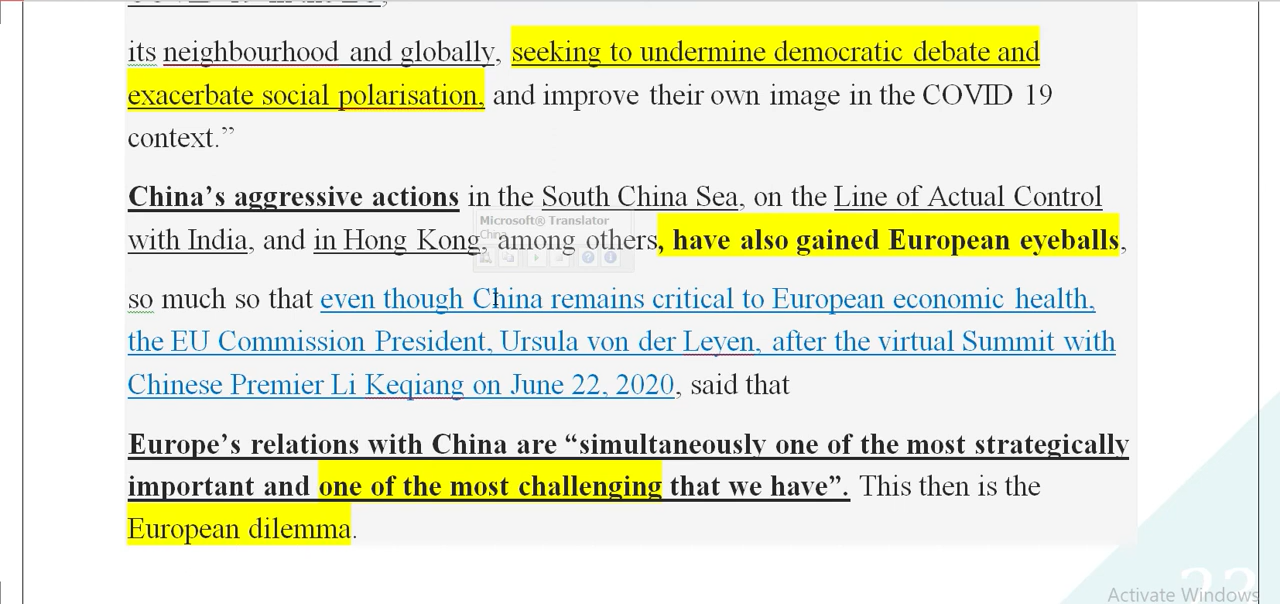 its neighbourhood and globally, seeking to undermine democratic debate and
exacerbate social polarisation, and improve their own image in the COVID 19
context.”
China’s aggressive actions in the South China Sea, on the Line of Actual Control
Microsoft® Translator
with India, and in Hong Kong, among others, have also gained European eyeballs,
China
so much so that even though China remains critical to European economic health,
the EU Commission President, Ursula von der Leyen, after the virtual Summit with
Chinese Premier Li Keqiang on June 22, 2020, said that
Europe’s relations with China are “simultaneously one of the most strategically
important and one of the most challenging that we have”. This then is the
European dilemma.
Activate Windows